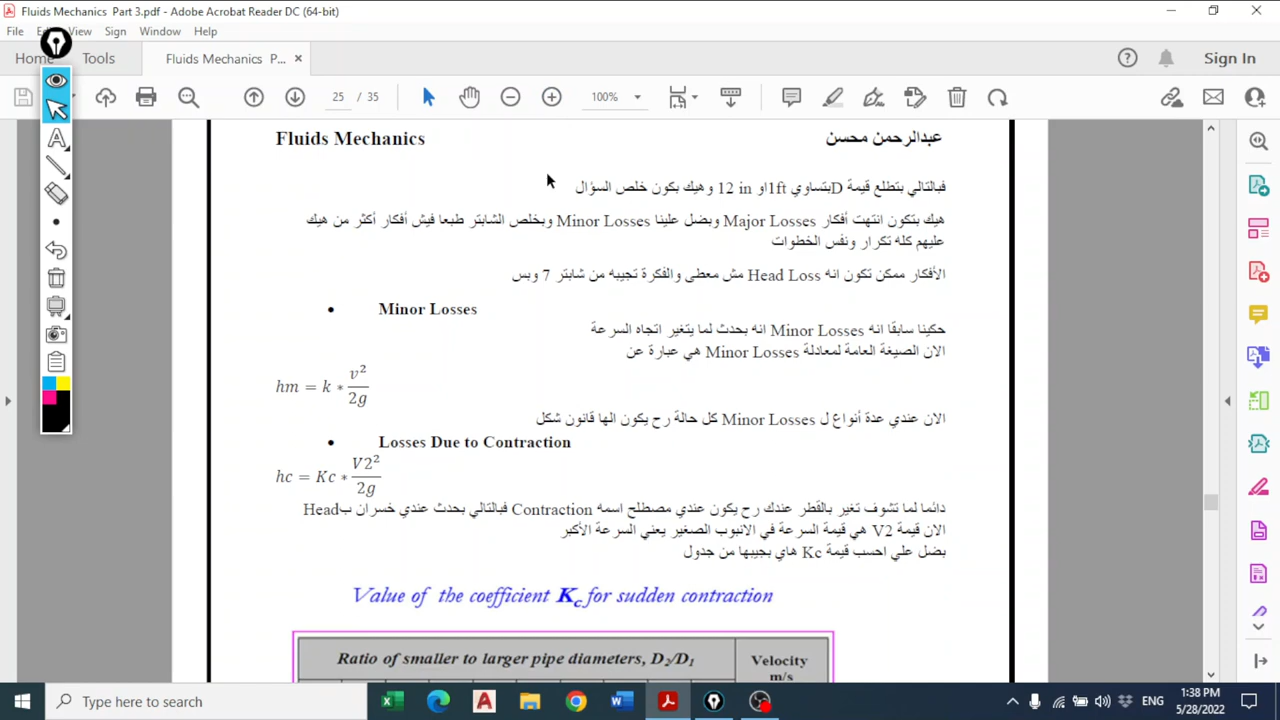 Fluids Mechanics Part 3.pdf - Adobe Acrobat Reader DC (64-bit)
File View Sign Window Help
Home Tools Fluids Mechanics P... × Sign In
25 / 35 100%
Fluids Mechanics عبدالرحمن محسن
فبالتالي بتطلع قيمة Dبتساوي 1ftاو 12 in وهيك بكون خلص السؤال
هيك بتكون انتهت أفكار Major Losses وبضل علينا Minor Losses وبخلص الشابتر طبعا فيش أفكار أكثر من هيك
عليهم كله تكرار ونفس الخطوات
الأفكار ممكن تكون انه Head Loss مش معطى والفكرة تجيبه من شابتر 7 وبس
• Minor Losses
حكينا سابقًا انه Minor Losses انه بحدث لما يتغير اتجاه السرعة
الان الصيغة العامة لمعادلة Minor Losses هي عبارة عن
hm = k * v²/2g
الان عندي عدة أنواع ل Minor Losses كل حالة رح يكون الها قانون شكل
• Losses Due to Contraction
hc = Kc * V2²/2g
دائما لما تشوف تغير بالقطر عندك رح يكون عندي مصطلح اسمه Contraction فبالتالي بحدث عندي خسران بHead
الان قيمة V2 هي قيمة السرعة في الانبوب الصغير يعني السرعة الأكبر
بضل علي احسب قيمة Kc هاي بجيبها من جدول
Value of the coefficient Kc for sudden contraction
Ratio of smaller to larger pipe diameters, D₂/D₁ Velocity
m/s
Type here to search ENG 1:38 PM
5/28/2022